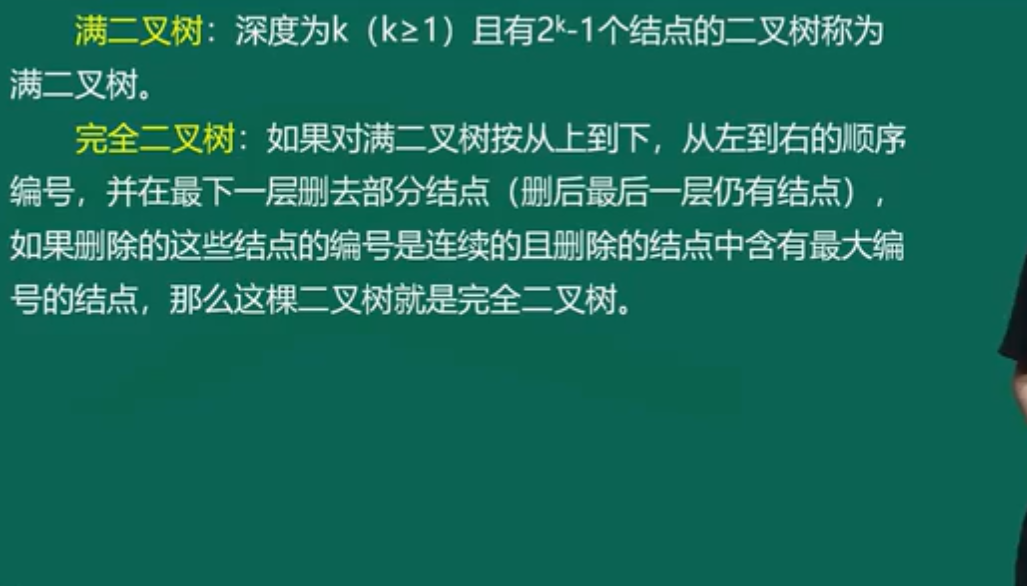 满二叉树：深度为k（k≥1）且有2ᵏ-1个结点的二叉树称为
满二叉树。
完全二叉树：如果对满二叉树按从上到下，从左到右的顺序
编号，并在最下一层删去部分结点（删后最后一层仍有结点），
如果删除的这些结点的编号是连续的且删除的结点中含有最大编
号的结点，那么这棵二叉树就是完全二叉树。